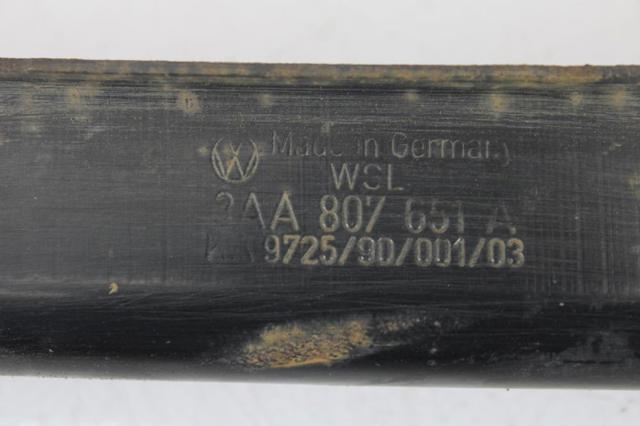 Made in Germany
WSL
3AA 807 651 A
9725/90/001/03